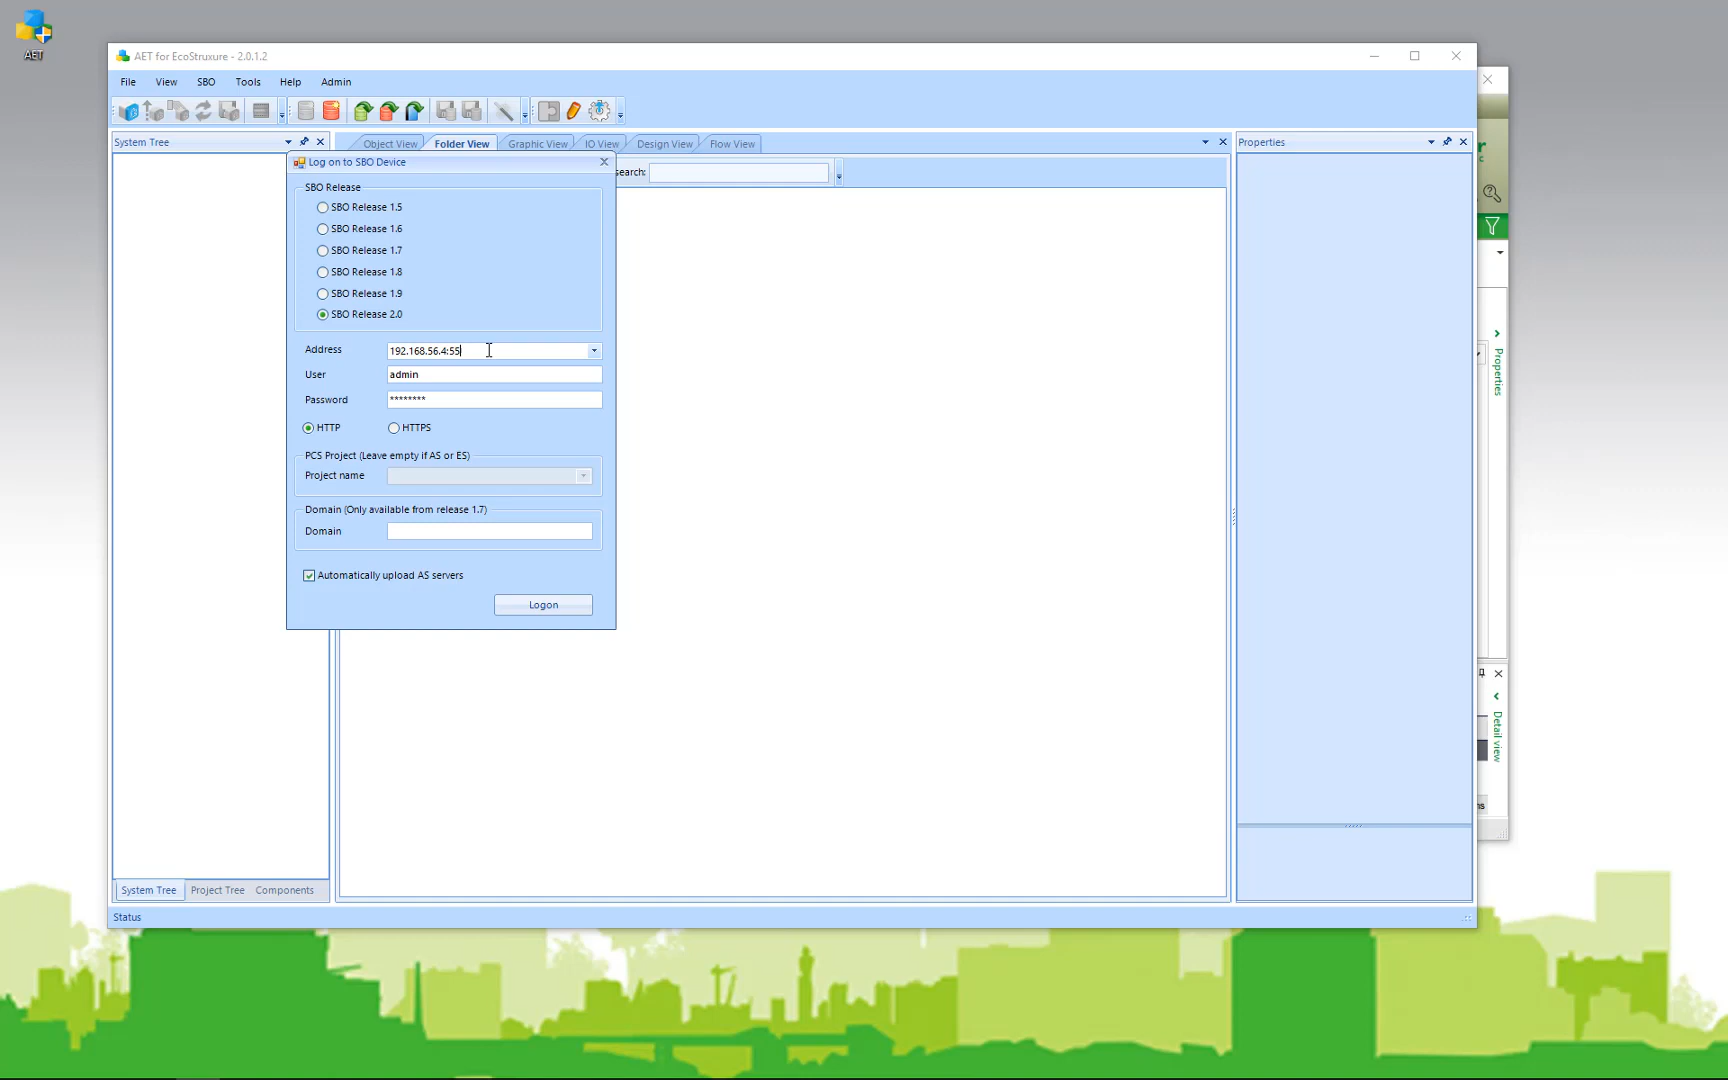 AET
AET for EcoStruxure - 2.0.1.2
File View SBO Tools Help Admin
System Tree
Object View Folder View Graphic View IO View Design View Flow View
Properties
Log on to SBO Device
search:
SBO Release
SBO Release 1.5
SBO Release 1.6
SBO Release 1.7
SBO Release 1.8
SBO Release 1.9
SBO Release 2.0
Address 192.168.56.4:55
User admin
Password ********
HTTP HTTPS
PCS Project (Leave empty if AS or ES)
Project name
Domain (Only available from release 1.7)
Domain
Automatically upload AS servers
Logon
Properties
Detail view
System Tree Project Tree Components
Status